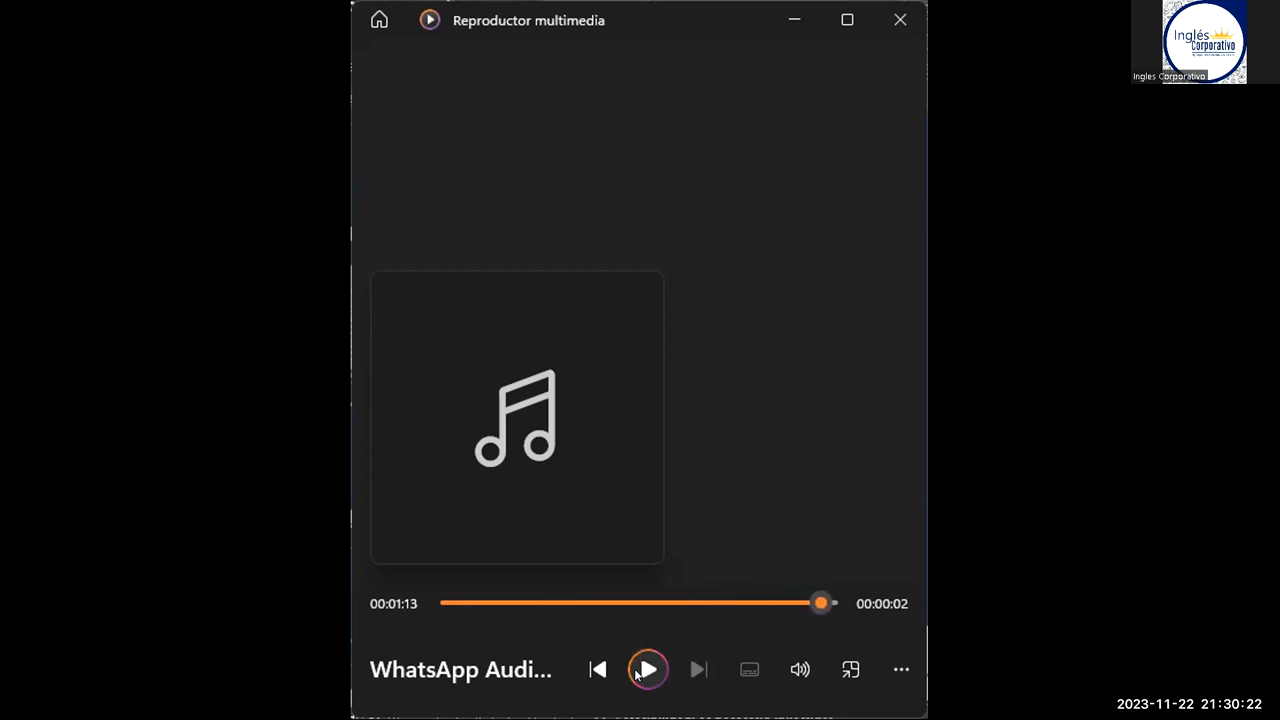 Reproductor multimedia
Inglés
Corporativo
Ingles Corporativo
00:01:13
00:00:02
WhatsApp Audi...
2023-11-22 21:30:22